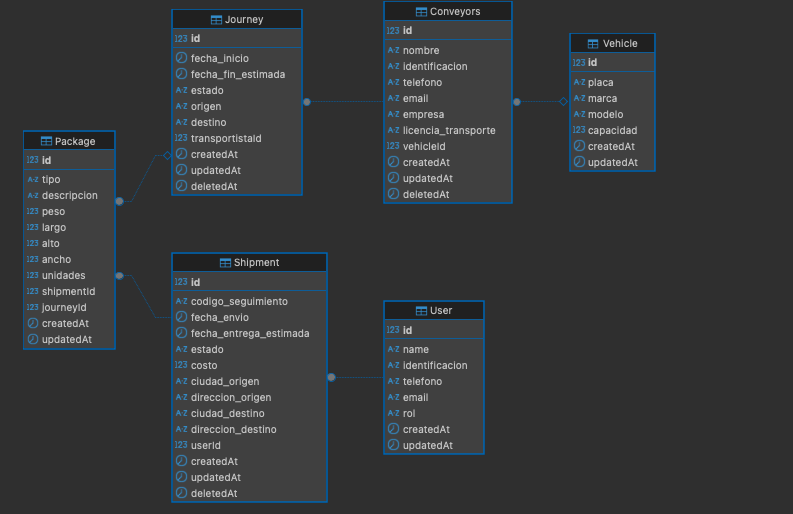 Journey
123 id
fecha_inicio
fecha_fin_estimada
A-Z estado
A-Z origen
A-Z destino
123 transportistaId
createdAt
updatedAt
deletedAt
Conveyors
123 id
A-Z nombre
A-Z identificacion
A-Z telefono
A-Z email
A-Z empresa
A-Z licencia_transporte
123 vehicleId
createdAt
updatedAt
deletedAt
Vehicle
123 id
A-Z placa
A-Z marca
A-Z modelo
123 capacidad
createdAt
updatedAt
Package
123 id
A-Z tipo
A-Z descripcion
123 peso
123 largo
123 alto
123 ancho
123 unidades
123 shipmentId
123 journeyId
createdAt
updatedAt
Shipment
123 id
A-Z codigo_seguimiento
fecha_envio
fecha_entrega_estimada
A-Z estado
123 costo
A-Z ciudad_origen
A-Z direccion_origen
A-Z ciudad_destino
A-Z direccion_destino
123 userId
createdAt
updatedAt
deletedAt
User
123 id
A-Z name
A-Z identificacion
A-Z telefono
A-Z email
A-Z rol
createdAt
updatedAt